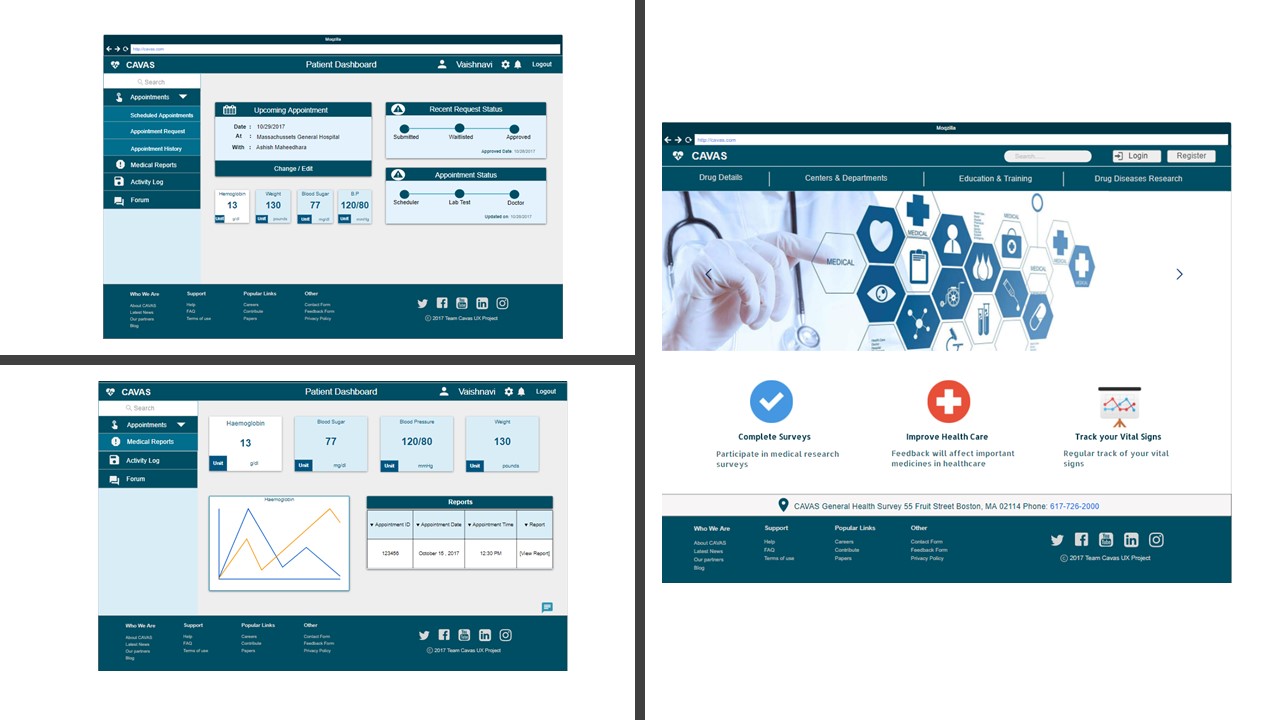 Mogzilla
http://cavas.com
CAVAS
Patient Dashboard
Vaishnavi
Logout
Search
Appointments
Scheduled Appointments
Appointment Request
Appointment History
Medical Reports
Activity Log
Forum
Upcoming Appointment
Date : 10/29/2017
At : Massachussets General Hospital
With : Ashish Maheedhara
Change / Edit
Hemoglobin
13
Unit g/dl
Weight
130
Unit pounds
Blood Sugar
77
Unit mg/dl
B.P
120/80
Unit mmHg
Recent Request Status
Submitted Waitlisted Approved
Approved Date: 10/26/2017
Appointment Status
Scheduler Lab Test Doctor
Updated on: 10/20/2017
Who We Are
About CAVAS
Latest News
Our partners
Blog
Support
Help
FAQ
Terms of use
Popular Links
Careers
Contribute
Papers
Other
Contact Form
Feedback Form
Privacy Policy
© 2017 Team Cavas UX Project
CAVAS
Patient Dashboard
Vaishnavi
Logout
Search
Appointments
Medical Reports
Activity Log
Forum
Haemoglobin
13
Unit g/dl
Blood Sugar
77
Unit mg/dl
Blood Pressure
120/80
Unit mmHg
Weight
130
Unit pounds
Haemoglobin
Reports
Appointment ID Appointment Date Appointment Time Report
123456 October 16 , 2017 12:30 PM [View Report]
Who We Are
About CAVAS
Latest News
Our partners
Blog
Support
Help
FAQ
Terms of use
Popular Links
Careers
Contribute
Papers
Other
Contact Form
Feedback Form
Privacy Policy
© 2017 Team Cavas UX Project
Mogzilla
http://cavas.com
CAVAS
Search.....
Login
Register
Drug Details
Centers & Departments
Education & Training
Drug Diseases Research
MEDICAL
MEDICAL
MEDICAL
MEDICAL
MEDICAL
MEDICAL
Complete Surveys
Participate in medical research
surveys
Improve Health Care
Feedback will affect important
medicines in healthcare
Track your Vital Signs
Regular track of your vital
signs
CAVAS General Health Survey 55 Fruit Street Boston, MA 02114 Phone: 617-726-2000
Who We Are
About CAVAS
Latest News
Our partners
Blog
Support
Help
FAQ
Terms of use
Popular Links
Careers
Contribute
Papers
Other
Contact Form
Feedback Form
Privacy Policy
© 2017 Team Cavas UX Project